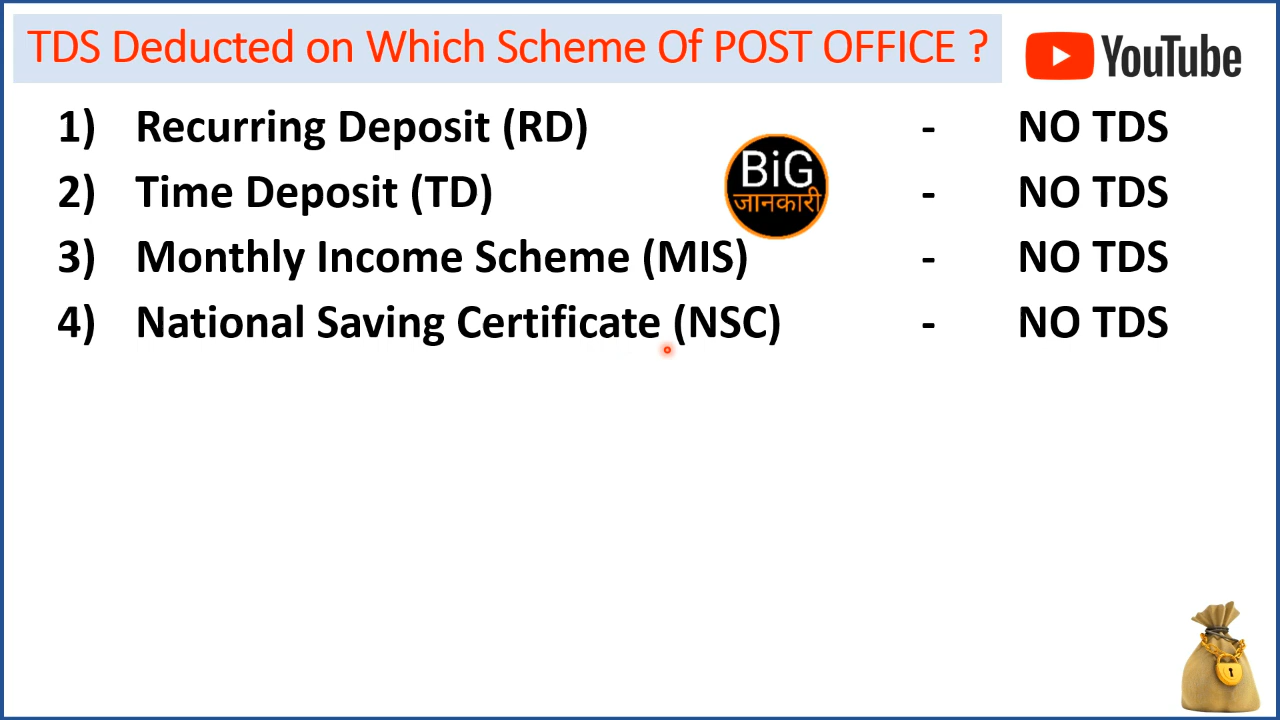 TDS Deducted on Which Scheme Of POST OFFICE ?
YouTube
1) Recurring Deposit (RD) - NO TDS
BiG
जानकारी
2) Time Deposit (TD) - NO TDS
3) Monthly Income Scheme (MIS) - NO TDS
4) National Saving Certificate (NSC) - NO TDS